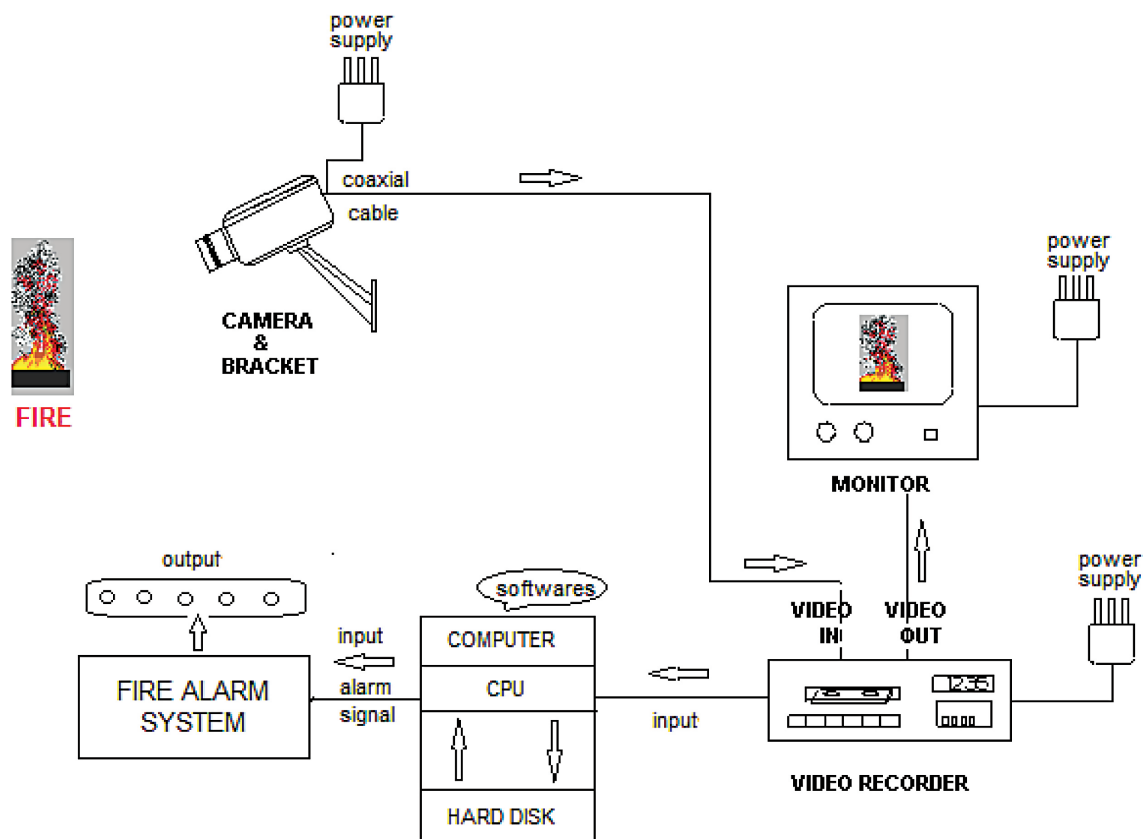 power
supply
coaxial
cable
CAMERA
&
BRACKET
FIRE
power
supply
MONITOR
output
softwares
power
supply
VIDEO
IN
VIDEO
OUT
input
COMPUTER
FIRE ALARM
SYSTEM
alarm
signal
CPU
input
12:35
HARD DISK
VIDEO RECORDER